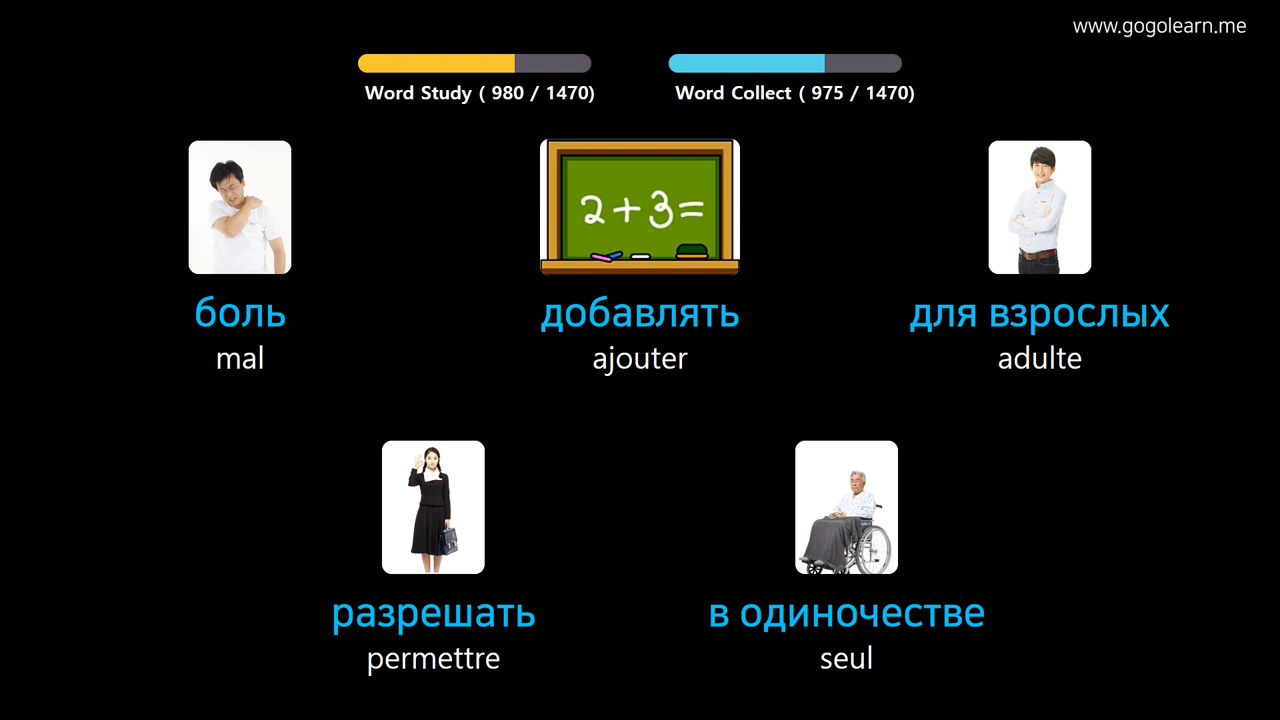 www.gogolearn.me
Word Study ( 980 / 1470)
Word Collect ( 975 / 1470)
2+3=
боль
mal
добавлять
ajouter
для взрослых
adulte
разрешать
permettre
в одиночестве
seul